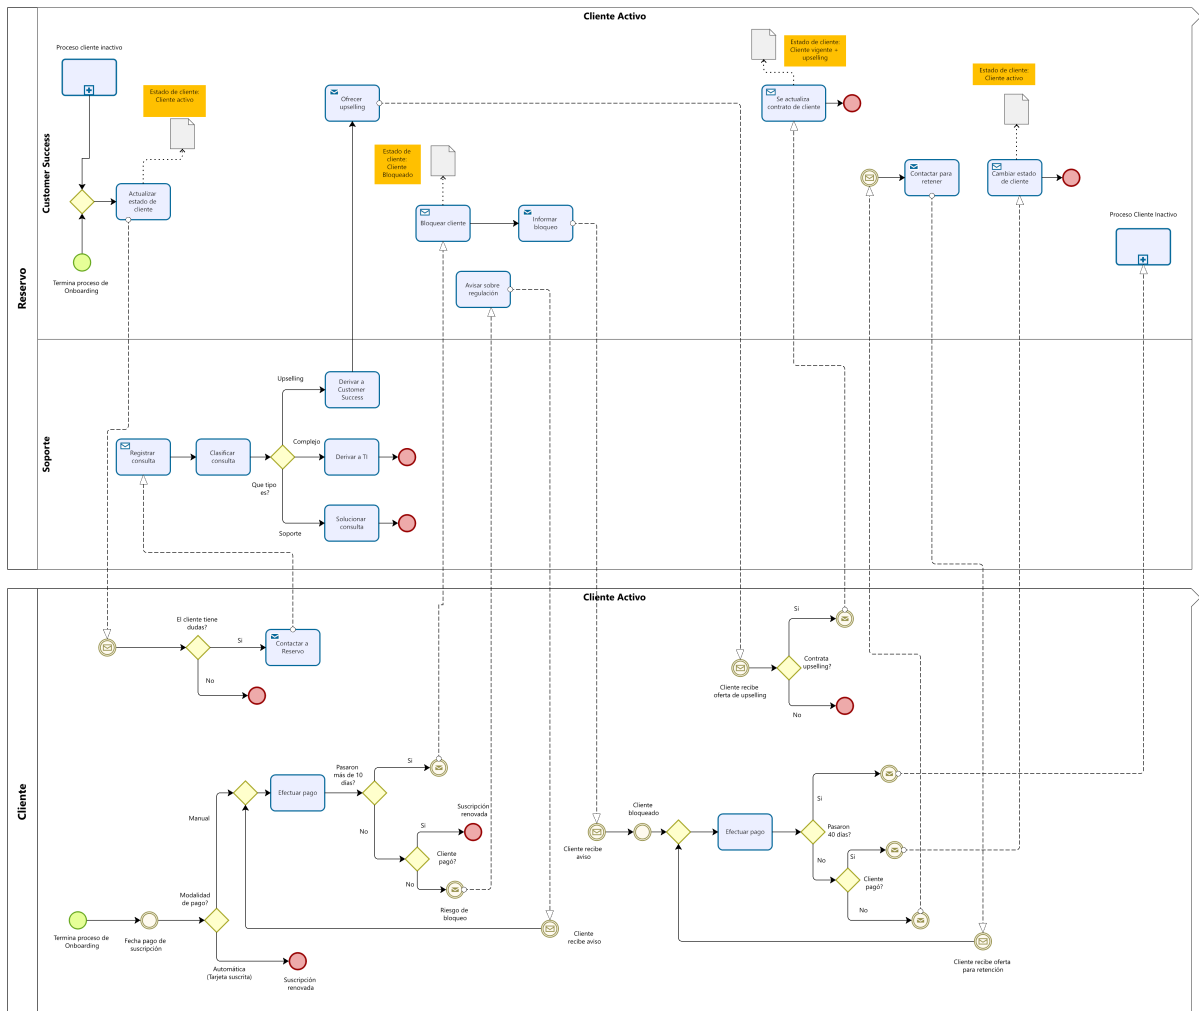 Cliente Activo
Reservo
Customer Success
Proceso cliente inactivo
Estado de cliente:
Cliente activo
Actualizar
estado de
cliente
Termina proceso de
Onboarding
Ofrecer
upselling
Estado de
cliente:
Cliente
Bloqueado
Bloquear cliente
Informar
bloqueo
Avisar sobre
regulación
Estado de cliente:
Cliente vigente +
upselling
Se actualiza
contrato de cliente
Estado de cliente:
Cliente activo
Contactar para
retener
Cambiar estado
de cliente
Proceso Cliente Inactivo
Soporte
Registrar
consulta
Clasificar
consulta
Que tipo
es?
Upselling
Complejo
Soporte
Derivar a
Customer
Success
Derivar a TI
Solucionar
consulta
Cliente Activo
Cliente
El cliente tiene
dudas?
Si
No
Contactar a
Reservo
Cliente recibe
oferta de upselling
Contrata
upselling?
Si
No
Termina proceso de
Onboarding
Fecha pago de
suscripción
Modalidad
de pago?
Manual
Automática
(Tarjeta suscrita)
Suscripción
renovada
Efectuar pago
Pasaron
más de 10
días?
Si
No
Cliente
pagó?
Si
No
Suscripción
renovada
Riesgo de
bloqueo
Cliente
recibe aviso
Cliente recibe
aviso
Cliente
bloqueado
Efectuar pago
Pasaron
40 días?
Si
No
Cliente
pagó?
Si
No
Cliente recibe oferta
para retención